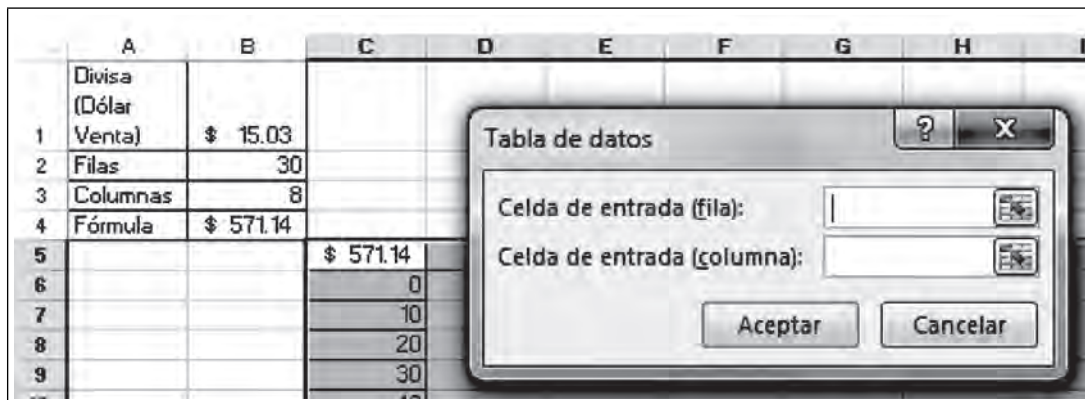 A B C D E F G H
Divisa
(Dólar
1 Venta) $ 15.03
2 Filas 30
3 Columnas 8
4 Fórmula $ 571.14
5 $ 571.14
6 0
7 10
8 20
9 30
Tabla de datos
Celda de entrada (fila):
Celda de entrada (columna):
Aceptar Cancelar